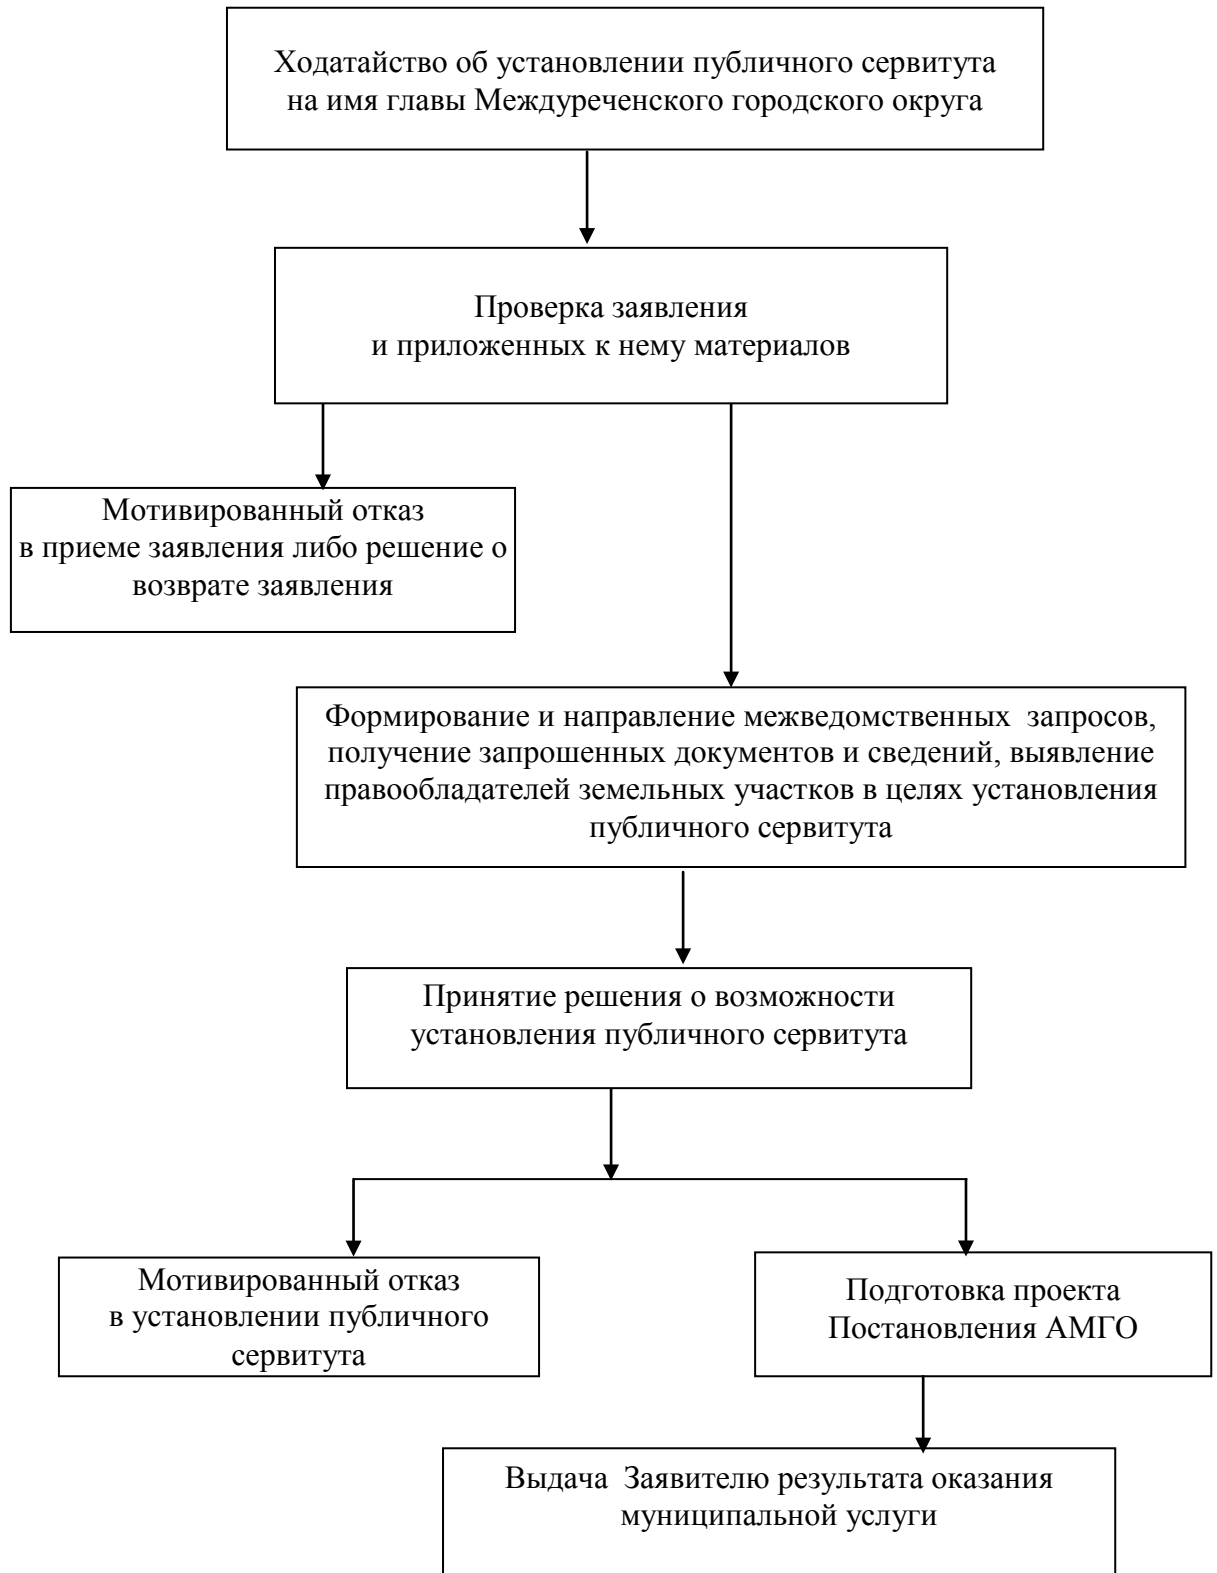 Ходатайство об установлении публичного сервитута
на имя главы Междуреченского городского округа
Проверка заявления
и приложенных к нему материалов
Мотивированный отказ
в приеме заявления либо решение о
возврате заявления
Формирование и направление межведомственных запросов,
получение запрошенных документов и сведений, выявление
правообладателей земельных участков в целях установления
публичного сервитута
Принятие решения о возможности
установления публичного сервитута
Мотивированный отказ
в установлении публичного
сервитута
Подготовка проекта
Постановления АМГО
Выдача Заявителю результата оказания
муниципальной услуги